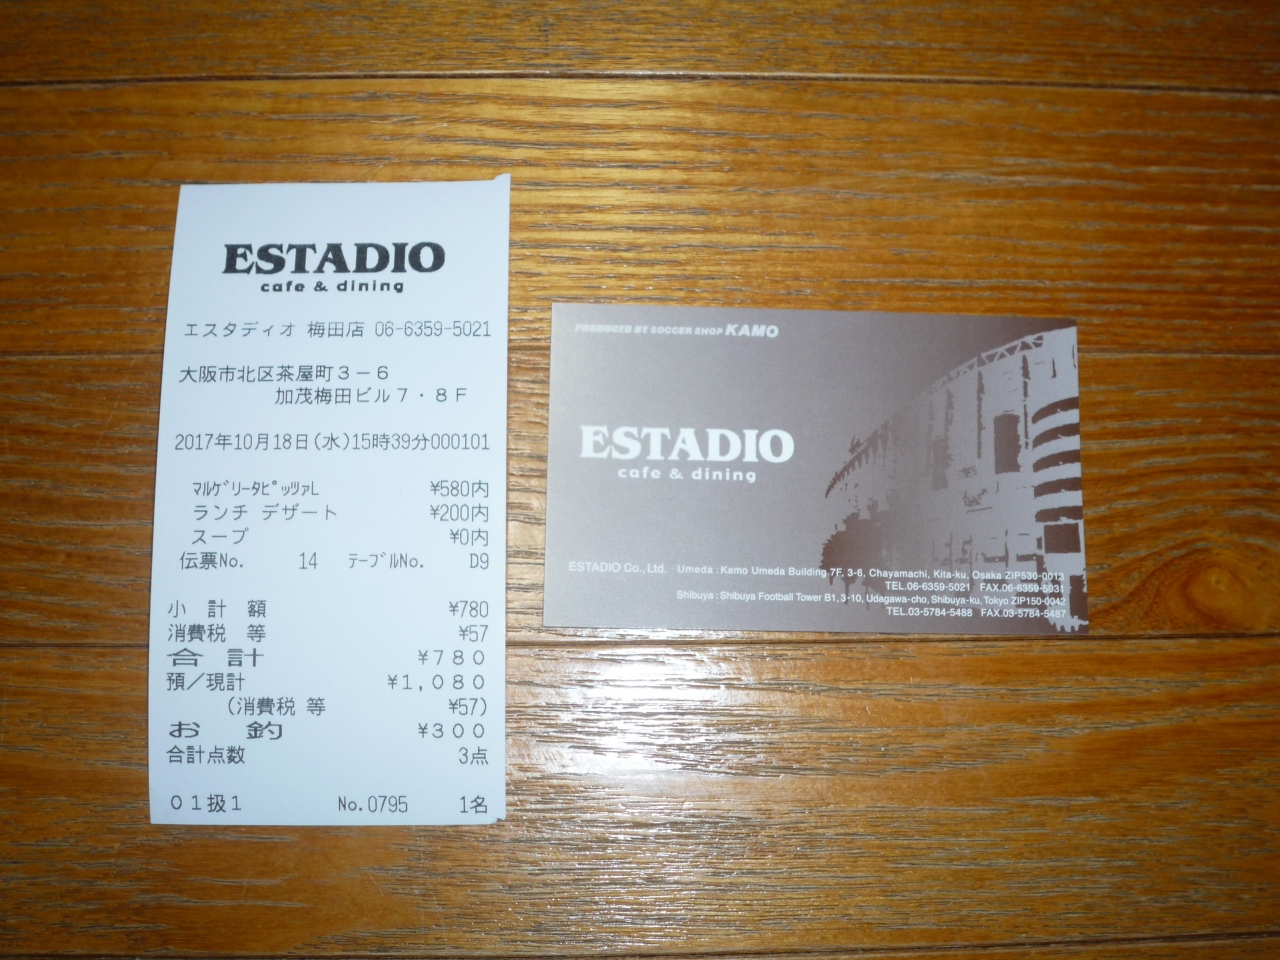 ESTADIO
cafe & dining
エスタディオ 梅田店 06-6359-5021
大阪市北区茶屋町3-6
加茂梅田ビル7・8F
2017年10月18日(水)15時39分000101
マルゲリータピッツァL ¥580内
ランチ デザート ¥200内
スープ ¥0内
伝票No. 14 テーブルNo. D9
小計額 ¥780
消費税 等 ¥57
合計 ¥780
預/現計 ¥1,080
(消費税 等 ¥57)
お釣 ¥300
合計点数 3点
01扱1 No.0795 1名
PRODUCED BY SOCCER SHOP KAMO
ESTADIO
cafe & dining
ESTADIO Co., Ltd. Umeda : Kamo Umeda Building 7F, 3-6, Chayamachi, Kita-ku, Osaka ZIP530-0013
TEL.06-6359-5021 FAX.06-6359-5031
Shibuya : Shibuya Football Tower B1, 3-10, Udagawa-cho, Shibuya-ku, Tokyo ZIP150-0042
TEL.03-5784-5488 FAX.03-5784-5487